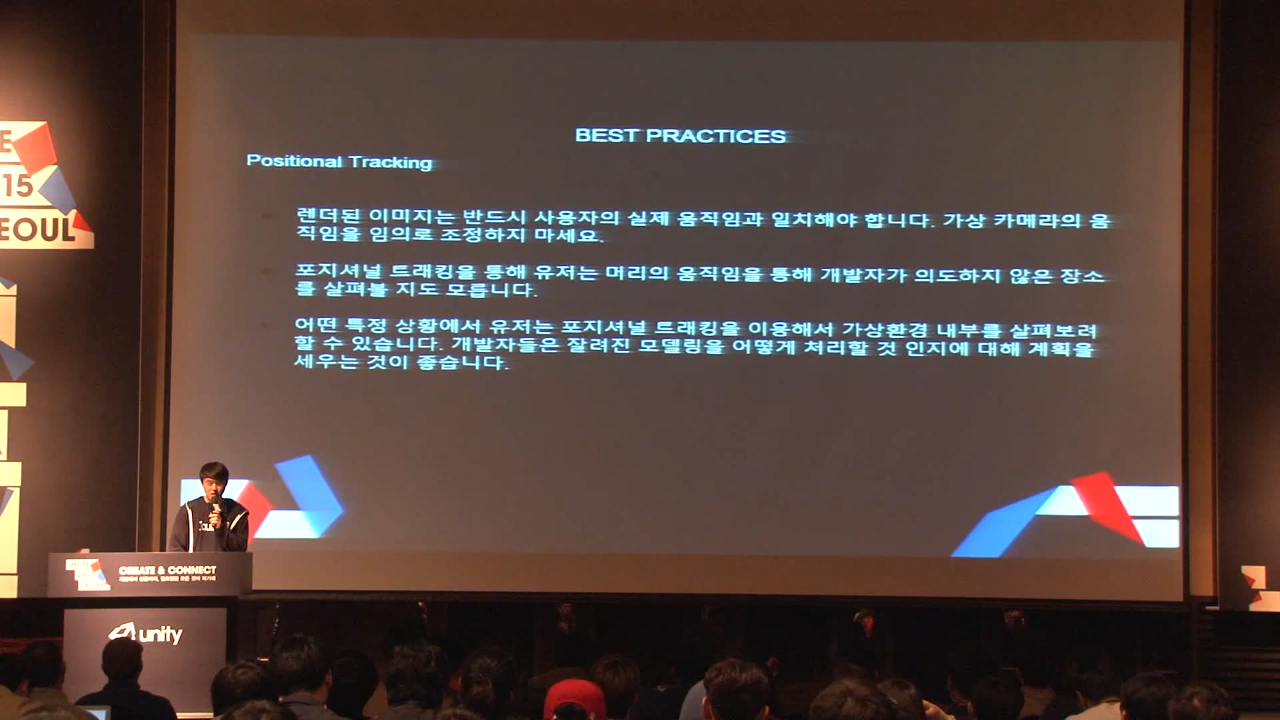 BEST PRACTICES
Positional Tracking
렌더된 이미지는 반드시 사용자의 실제 움직임과 일치해야 합니다. 가상 카메라의 움
직임을 임의로 조정하지 마세요.
포지셔널 트래킹을 통해 유저는 머리의 움직임을 통해 개발자가 의도하지 않은 장소
를 살펴볼 지도 모릅니다.
어떤 특정 상황에서 유저는 포지셔널 트래킹을 이용해서 가상환경 내부를 살펴보려
할 수 있습니다. 개발자들은 잘려진 모델링을 어떻게 처리할 것 인지에 대해 계획을
세우는 것이 좋습니다.
E
15
EOUL
CREATE & CONNECT
unity